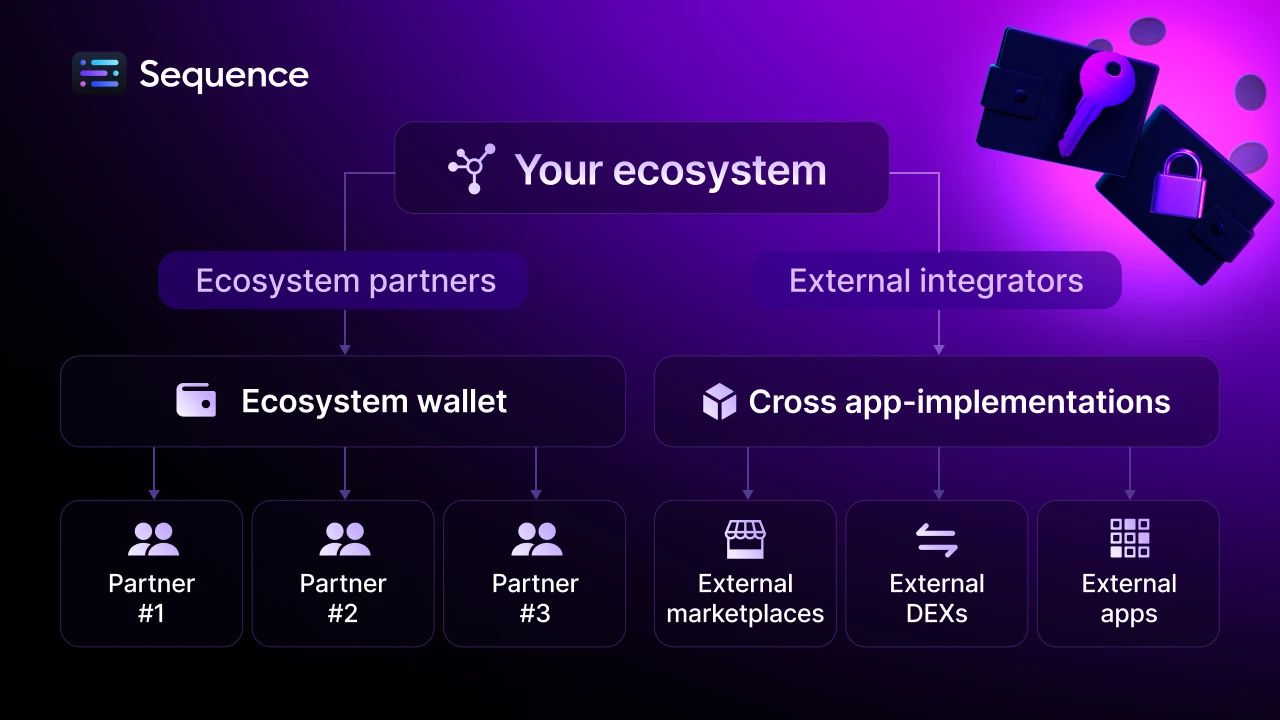 Sequence
Your ecosystem
Ecosystem partners
External integrators
Ecosystem wallet
Cross app-implementations
Partner
#1
Partner
#2
Partner
#3
External
marketplaces
External
DEXs
External
apps